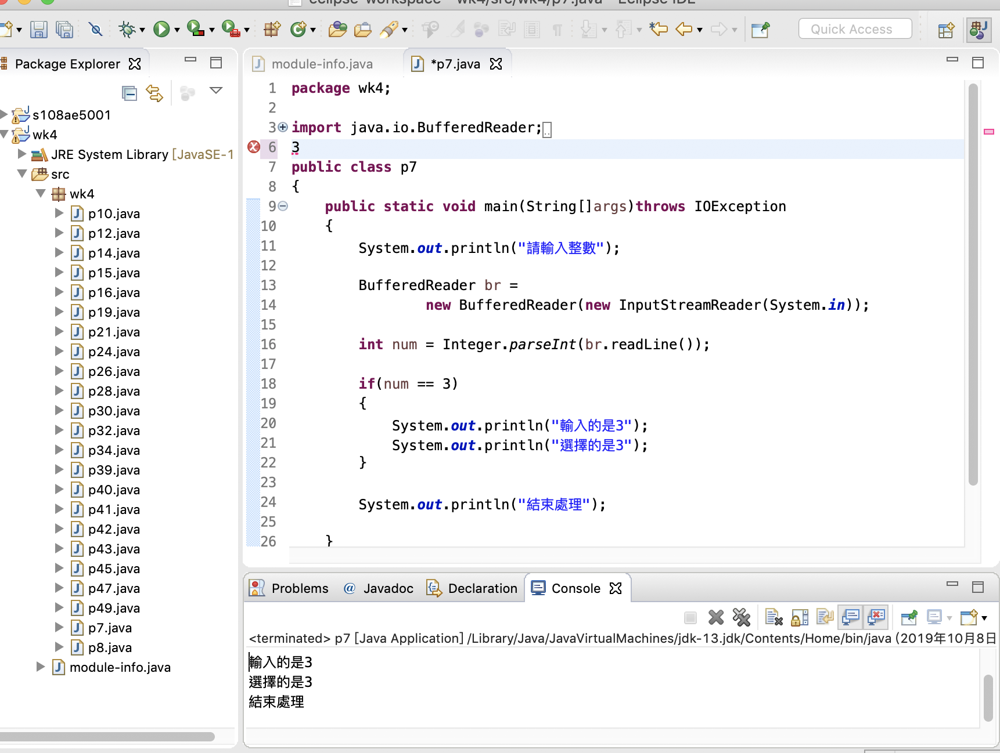 eclipse-workspace - wk4/src/wk4/p7.java - Eclipse IDE
Quick Access
Package Explorer
s108ae5001
wk4
JRE System Library [JavaSE-1
src
wk4
p10.java
p12.java
p14.java
p15.java
p16.java
p19.java
p21.java
p24.java
p26.java
p28.java
p30.java
p32.java
p34.java
p39.java
p40.java
p41.java
p42.java
p43.java
p45.java
p47.java
p49.java
p7.java
p8.java
module-info.java
module-info.java
*p7.java
1 package wk4;
2
3 import java.io.BufferedReader;
6 3
7 public class p7
8 {
9 public static void main(String[]args)throws IOException
10 {
11 System.out.println("請輸入整數");
12
13 BufferedReader br =
14 new BufferedReader(new InputStreamReader(System.in));
15
16 int num = Integer.parseInt(br.readLine());
17
18 if(num == 3)
19 {
20 System.out.println("輸入的是3");
21 System.out.println("選擇的是3");
22 }
23
24 System.out.println("結束處理");
25
26 }
Problems
@ Javadoc
Declaration
Console
<terminated> p7 [Java Application] /Library/Java/JavaVirtualMachines/jdk-13.jdk/Contents/Home/bin/java (2019年10月8日
輸入的是3
選擇的是3
結束處理